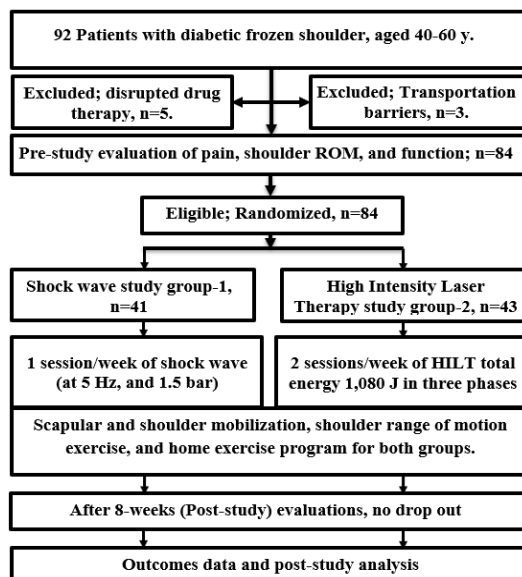 92 Patients with diabetic frozen shoulder, aged 40-60 y.
Excluded; disrupted drug
therapy, n=5.
Excluded; Transportation
barriers, n=3.
Pre-study evaluation of pain, shoulder ROM, and function; n=84
Eligible; Randomized, n=84
Shock wave study group-1,
n=41
High Intensity Laser
Therapy study group-2, n=43
1 session/week of shock wave
(at 5 Hz, and 1.5 bar)
2 sessions/week of HILT total
energy 1,080 J in three phases
Scapular and shoulder mobilization, shoulder range of motion
exercise, and home exercise program for both groups.
After 8-weeks (Post-study) evaluations, no drop out
Outcomes data and post-study analysis